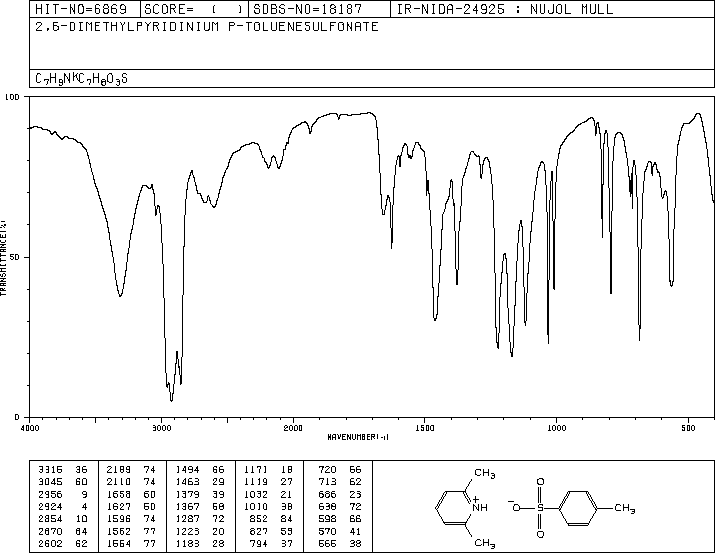 HIT-NO=6869 SCORE= ( ) SDBS-NO=18187 IR-NIDA-24925 : NUJOL MULL
2,6-DIMETHYLPYRIDINIUM P-TOLUENESULFONATE
C7H9NKC7H8O3S
100
TRANSMITTANCE(%)
50
0
4000 3000 2000 1500 1000 500
WAVENUMBER(-1)
3315 36 2189 74 1494 66 1171 18 720 66
3045 60 2110 74 1463 29 1119 27 713 62
2956 9 1658 60 1379 39 1032 21 686 23
2924 4 1627 50 1367 68 1010 38 638 72
2854 10 1596 74 1287 72 852 84 598 66
2670 64 1562 77 1223 20 827 53 570 41
2602 62 1554 77 1183 28 794 37 565 38
CH3
+
NH
CH3
O
-O S CH3
O